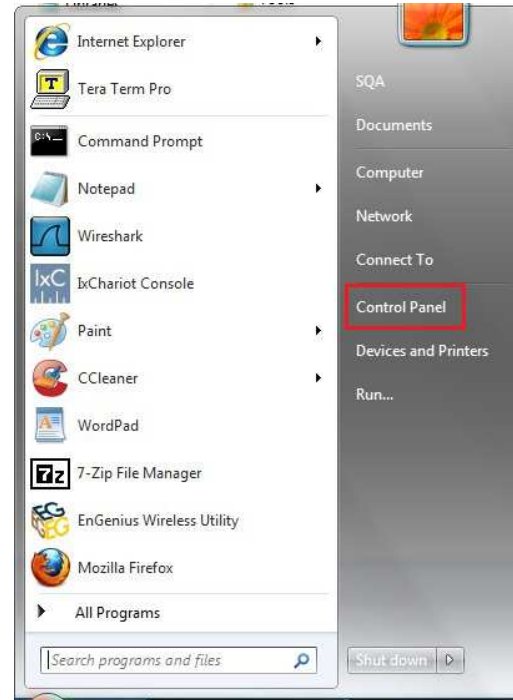 Internet Explorer
Tera Term Pro
Command Prompt
Notepad
Wireshark
IxC
IxChariot Console
Paint
CCleaner
WordPad
7z
7-Zip File Manager
EnGenius Wireless Utility
Mozilla Firefox
All Programs
Search programs and files
SQA
Documents
Computer
Network
Connect To
Control Panel
Devices and Printers
Run...
Shut down